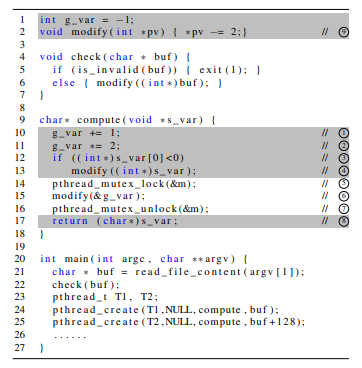 1 int g_var = -1;
2 void modify(int *pv) { *pv -= 2;} // ⑨
3
4 void check(char * buf) {
5 if (is_invalid(buf)) { exit(1); }
6 else { modify((int*)buf); }
7 }
8
9 char* compute(void *s_var) {
10 g_var += 1; // ①
11 g_var *= 2; // ②
12 if ((int*)s_var[0]<0) // ③
13 modify((int*)s_var); // ④
14 pthread_mutex_lock(&m); // ⑤
15 modify(&g_var); // ⑥
16 pthread_mutex_unlock(&m); // ⑦
17 return (char*)s_var; // ⑧
18 }
19
20 int main(int argc, char **argv) {
21 char * buf = read_file_content(argv[1]);
22 check(buf);
23 pthread_t T1, T2;
24 pthread_create(T1,NULL,compute,buf);
25 pthread_create(T2,NULL,compute,buf+128);
26 ......
27 }